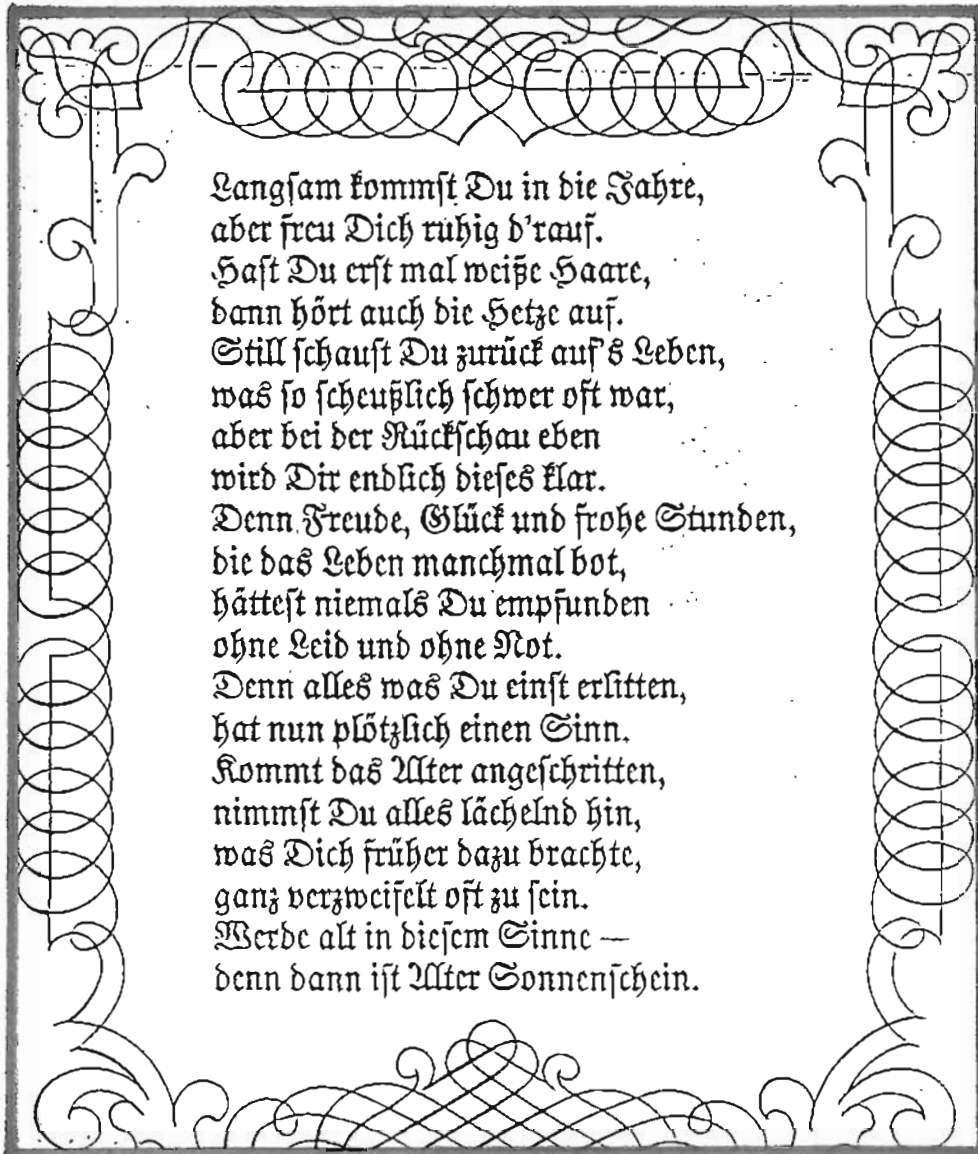 Langsam kommst Du in die Jahre,
aber freu Dich ruhig d'rauf.
Hast Du erst mal weiße Haare,
dann hört auch die Hetze auf.
Still schaust Du zurück auf's Leben,
was so scheußlich schwer oft war,
aber bei der Rückschau eben
wird Dir endlich dieses klar.
Denn Freude, Glück und frohe Stunden,
die das Leben manchmal bot,
hättest niemals Du empfunden
ohne Leid und ohne Not.
Denn alles was Du einst erlitten,
hat nun plötzlich einen Sinn.
Kommt das Alter angeschritten,
nimmst Du alles lächelnd hin,
was Dich früher dazu brachte,
ganz verzweifelt oft zu sein.
Werde alt in diesem Sinne —
denn dann ist Alter Sonnenschein.